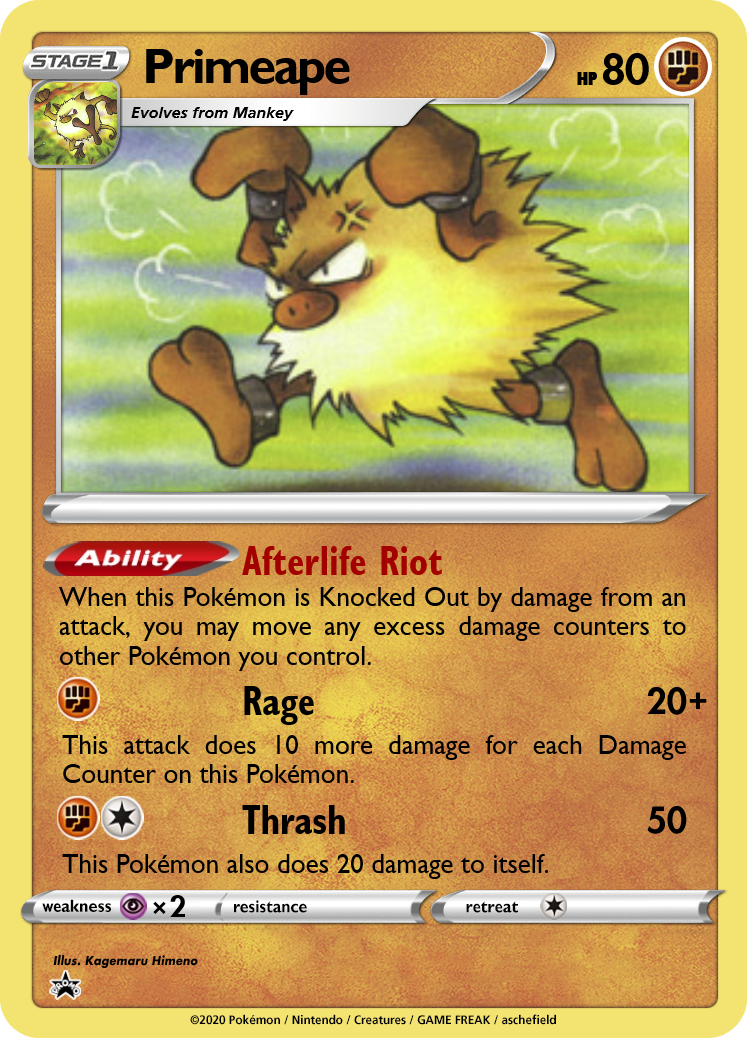 STAGE1
Primeape
HP 80
Evolves from Mankey
Ability
Afterlife Riot
When this Pokémon is Knocked Out by damage from an
attack, you may move any excess damage counters to
other Pokémon you control.
Rage 20+
This attack does 10 more damage for each Damage
Counter on this Pokémon.
Thrash 50
This Pokémon also does 20 damage to itself.
weakness ×2 resistance retreat
Illus. Kagemaru Himeno
PROMO
©2020 Pokémon / Nintendo / Creatures / GAME FREAK / aschefield